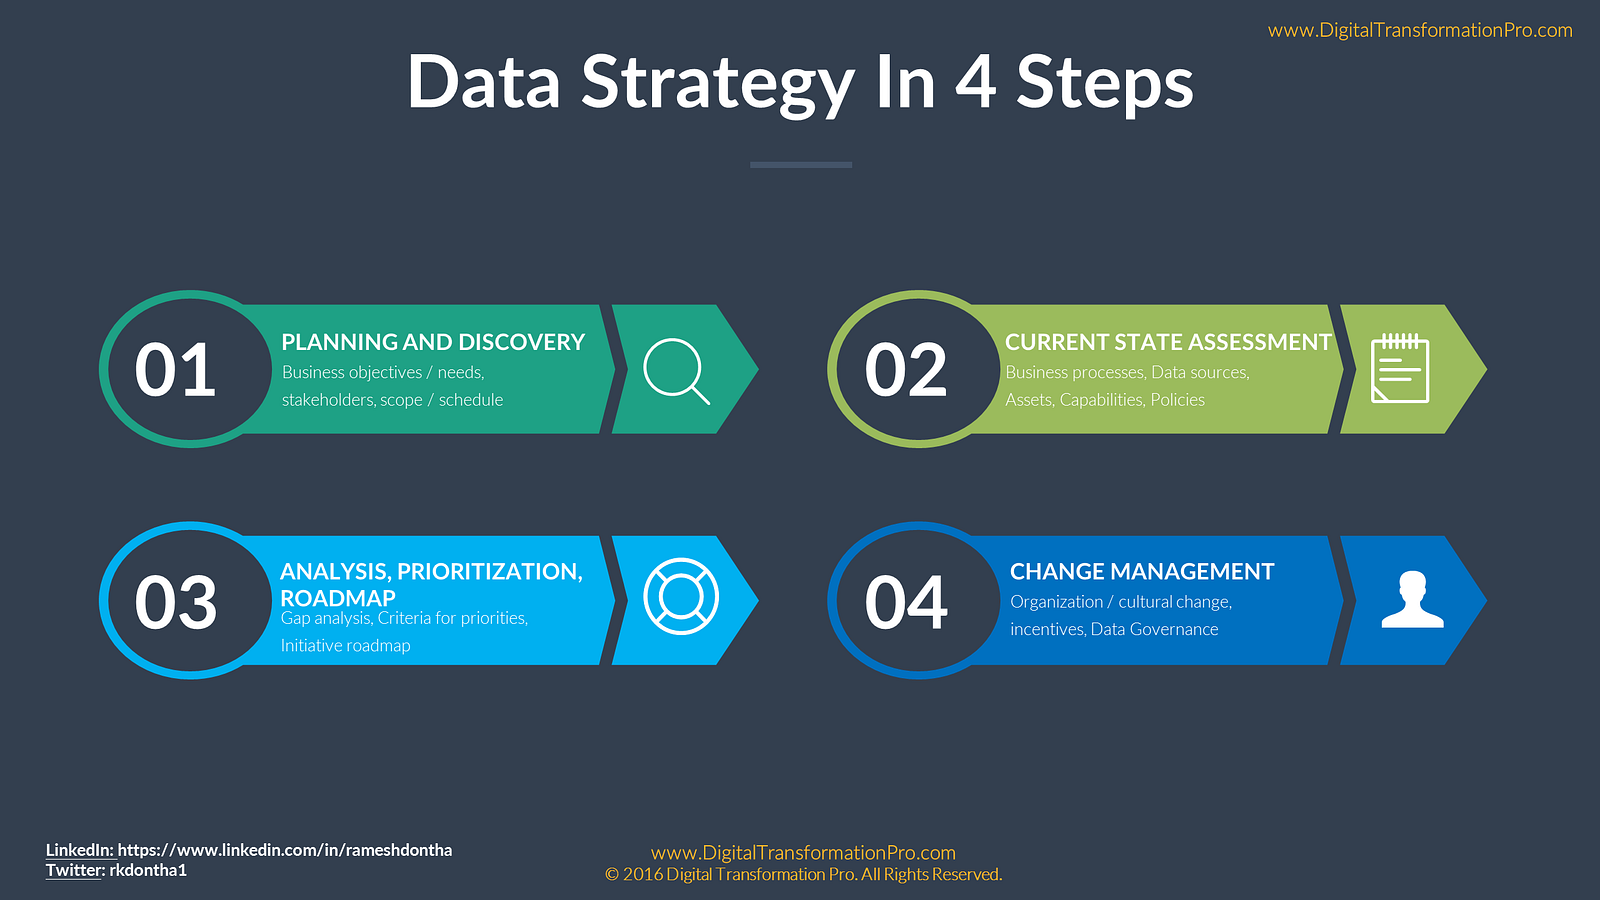 www.DigitalTransformationPro.com
Data Strategy In 4 Steps
01
PLANNING AND DISCOVERY
Business objectives / needs,
stakeholders, scope / schedule
02
CURRENT STATE ASSESSMENT
Business processes, Data sources,
Assets, Capabilities, Policies
03
ANALYSIS, PRIORITIZATION,
ROADMAP
Gap analysis, Criteria for priorities,
Initiative roadmap
04
CHANGE MANAGEMENT
Organization / cultural change,
incentives, Data Governance
LinkedIn: https://www.linkedin.com/in/rameshdontha
Twitter: rkdontha1
www.DigitalTransformationPro.com
© 2016 Digital Transformation Pro. All Rights Reserved.